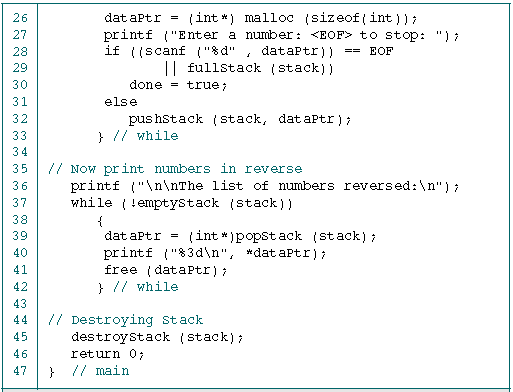 26 dataPtr = (int*) malloc (sizeof(int));
27 printf ("Enter a number: <EOF> to stop: ");
28 if ((scanf ("%d" , dataPtr)) == EOF
29 || fullStack (stack))
30 done = true;
31 else
32 pushStack (stack, dataPtr);
33 } // while
34
35 // Now print numbers in reverse
36 printf ("\n\nThe list of numbers reversed:\n");
37 while (!emptyStack (stack))
38 {
39 dataPtr = (int*)popStack (stack);
40 printf ("%3d\n", *dataPtr);
41 free (dataPtr);
42 } // while
43
44 // Destroying Stack
45 destroyStack (stack);
46 return 0;
47 } // main